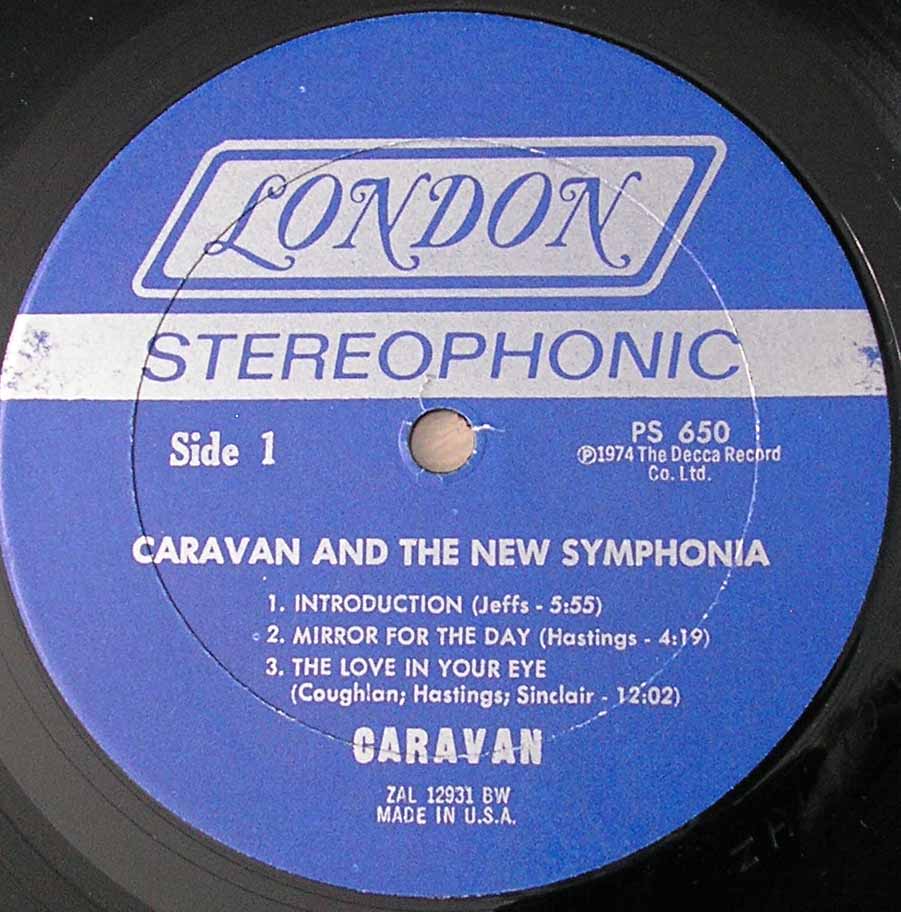 LONDON
STEREOPHONIC
Side 1
PS 650
℗1974 The Decca Record
Co. Ltd.
CARAVAN AND THE NEW SYMPHONIA
1. INTRODUCTION (Jeffs - 5:55)
2. MIRROR FOR THE DAY (Hastings - 4:19)
3. THE LOVE IN YOUR EYE
(Coughlan; Hastings; Sinclair - 12:02)
CARAVAN
ZAL 12931 BW
MADE IN U.S.A.